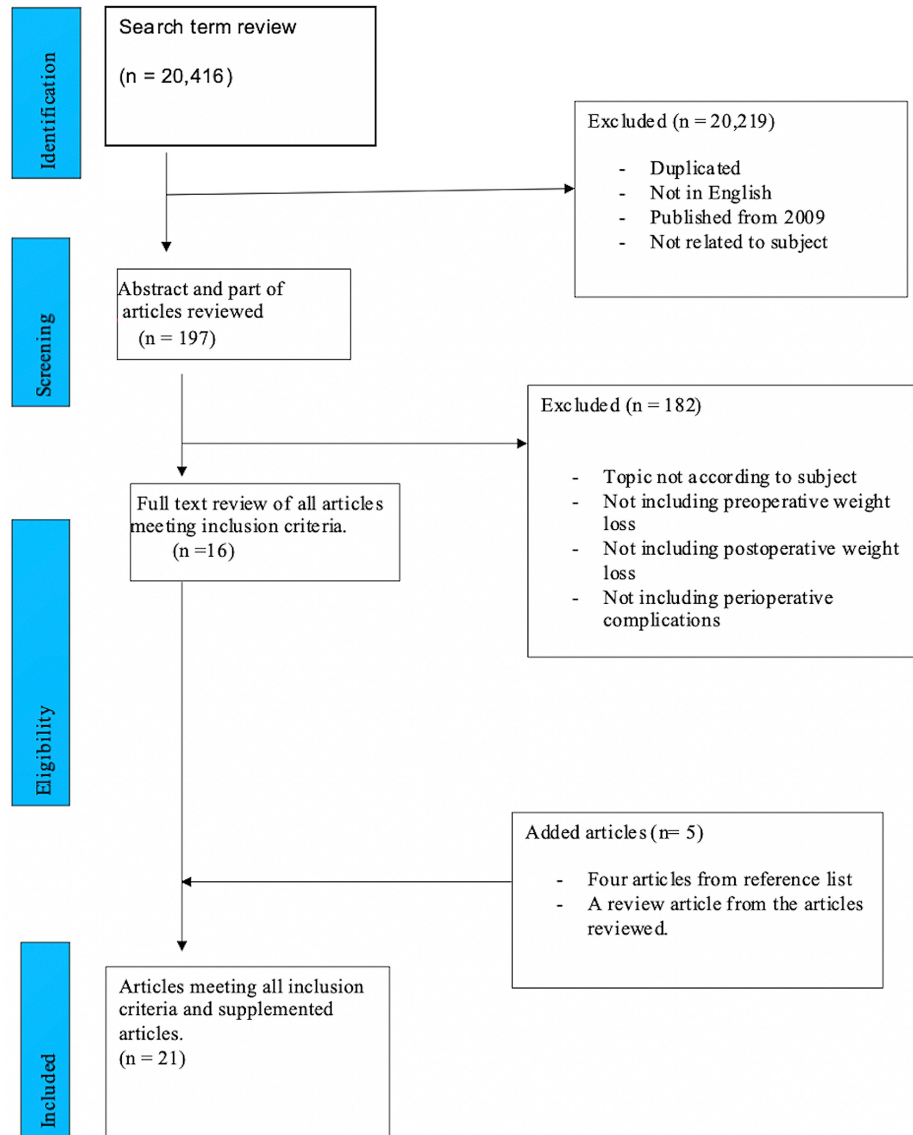 Identification
Search term review
(n = 20,416)
Excluded (n = 20,219)
- Duplicated
- Not in English
- Published from 2009
- Not related to subject
Screening
Abstract and part of
articles reviewed
(n = 197)
Excluded (n = 182)
- Topic not according to subject
- Not including preoperative weight
loss
- Not including postoperative weight
loss
- Not including perioperative
complications
Eligibility
Full text review of all articles
meeting inclusion criteria.
(n =16)
Added articles (n= 5)
- Four articles from reference list
- A review article from the articles
reviewed.
Included
Articles meeting all inclusion
criteria and supplemented
articles.
(n = 21)